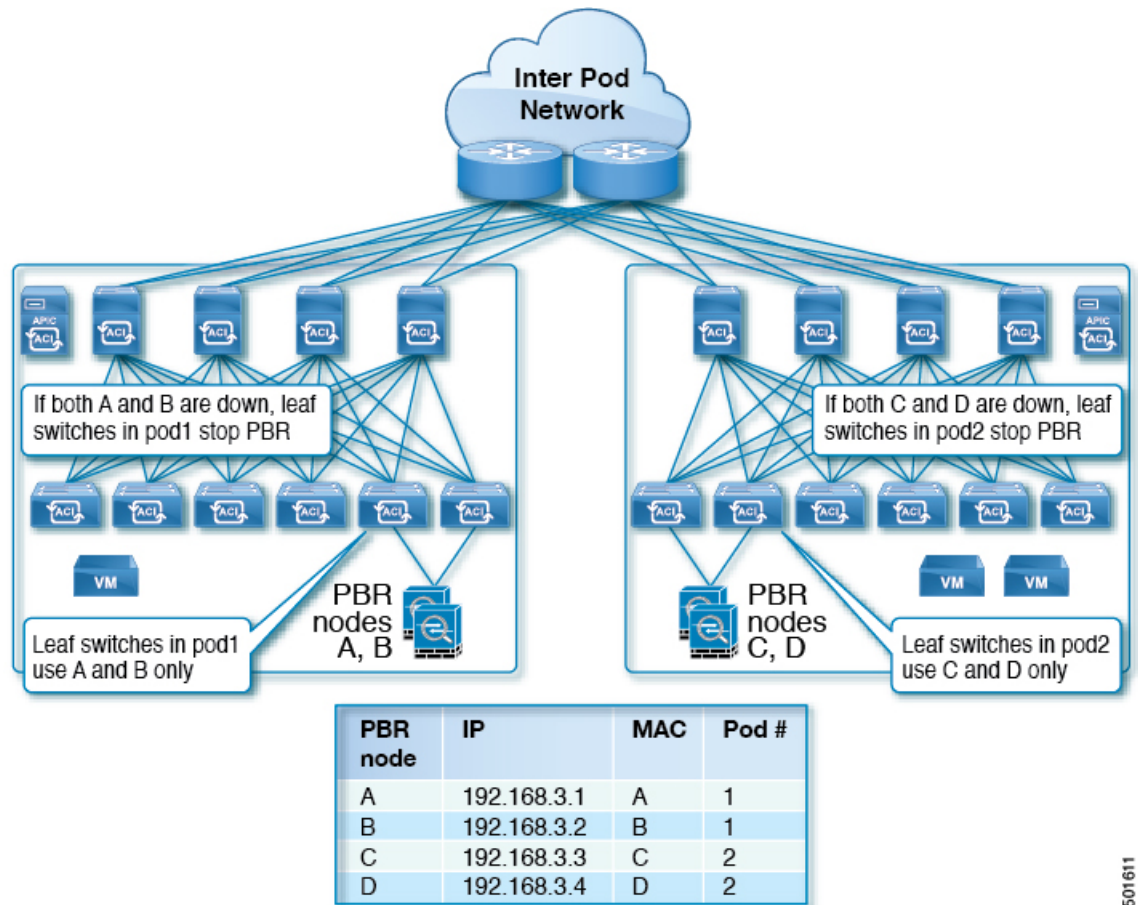 Inter Pod
Network
APIC
ACI
ACI
ACI
ACI
ACI
ACI
ACI
ACI
ACI
APIC
ACI
If both A and B are down, leaf
switches in pod1 stop PBR
If both C and D are down, leaf
switches in pod2 stop PBR
ACI
ACI
ACI
ACI
ACI
ACI
ACI
ACI
ACI
ACI
ACI
ACI
VM
PBR
nodes
A, B
Leaf switches in pod1
use A and B only
PBR
nodes
C, D
VM
VM
Leaf switches in pod2
use C and D only
PBR node IP MAC Pod #
A 192.168.3.1 A 1
B 192.168.3.2 B 1
C 192.168.3.3 C 2
D 192.168.3.4 D 2
501611